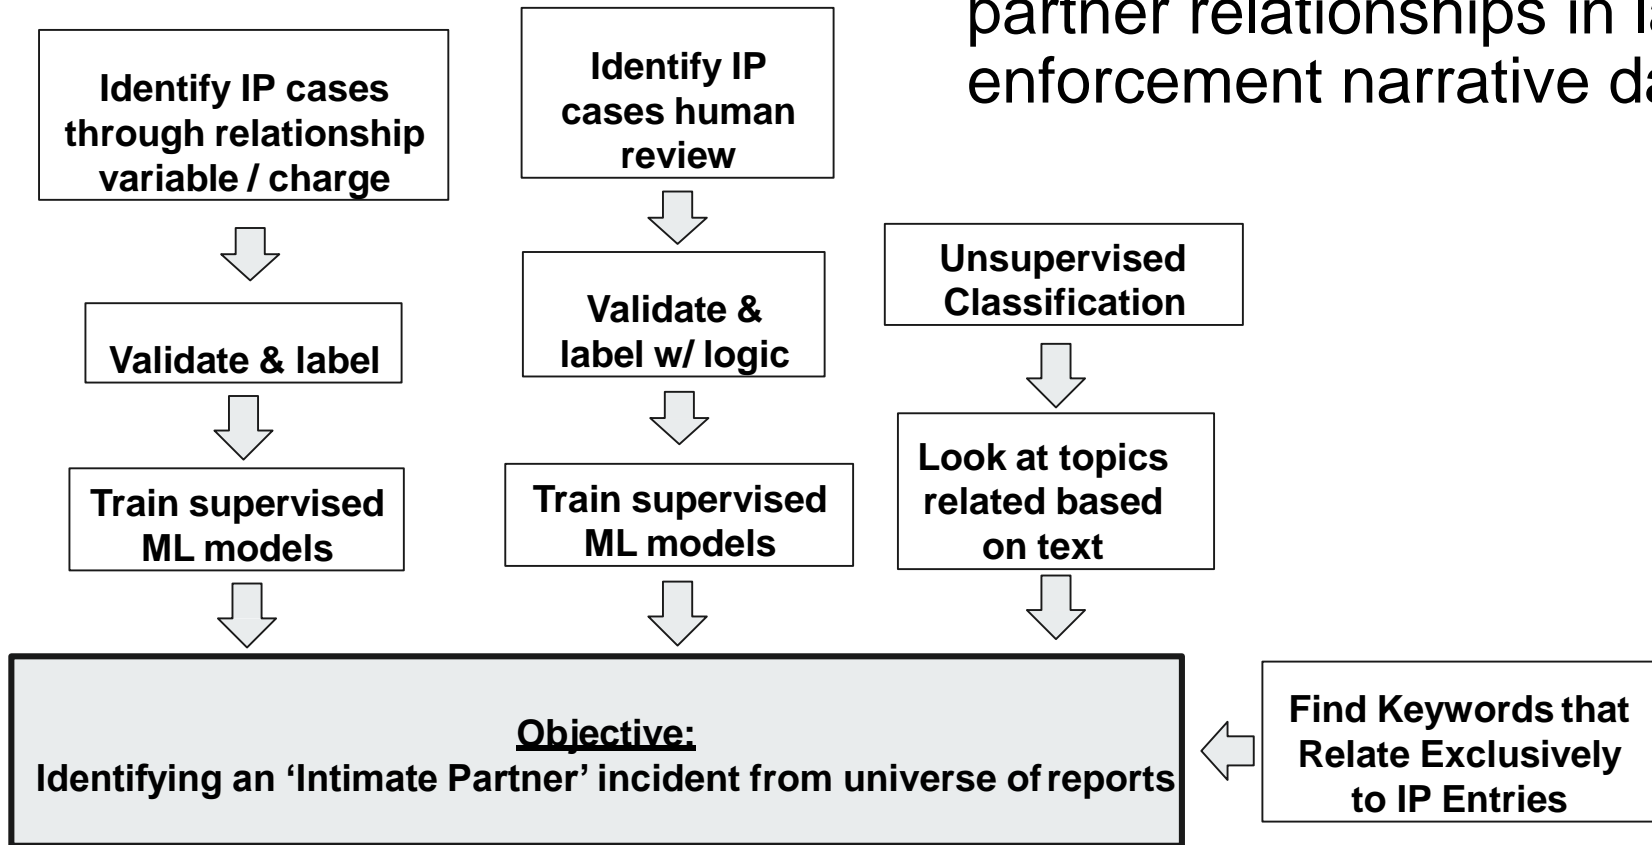 partner relationships in
enforcement narrative
Identify IP cases
through relationship
variable / charge
Validate & label
Train supervised
ML models
Identify IP
cases human
review
Validate &
label w/ logic
Train supervised
ML models
Unsupervised
Classification
Look at topics
related based
on text
Objective:
Identifying an ‘Intimate Partner’ incident from universe of reports
Find Keywords that
Relate Exclusively
to IP Entries